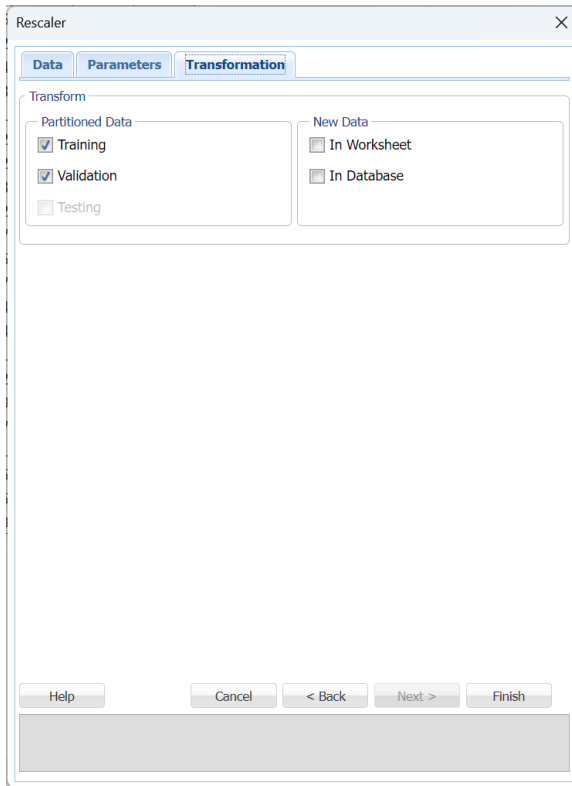 Rescaler
Data Parameters Transformation
Transform
Partitioned Data
Training
Validation
Testing
New Data
In Worksheet
In Database
Help Cancel < Back Next > Finish